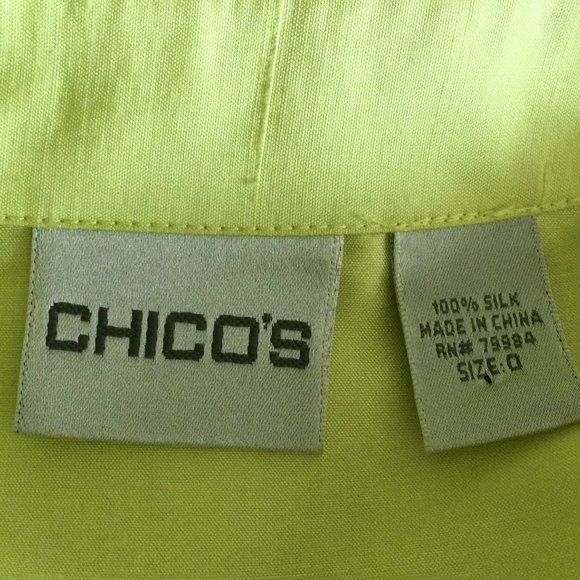 CHICO'S
100% SILK
MADE IN CHINA
RN# 79984
SIZE: 0